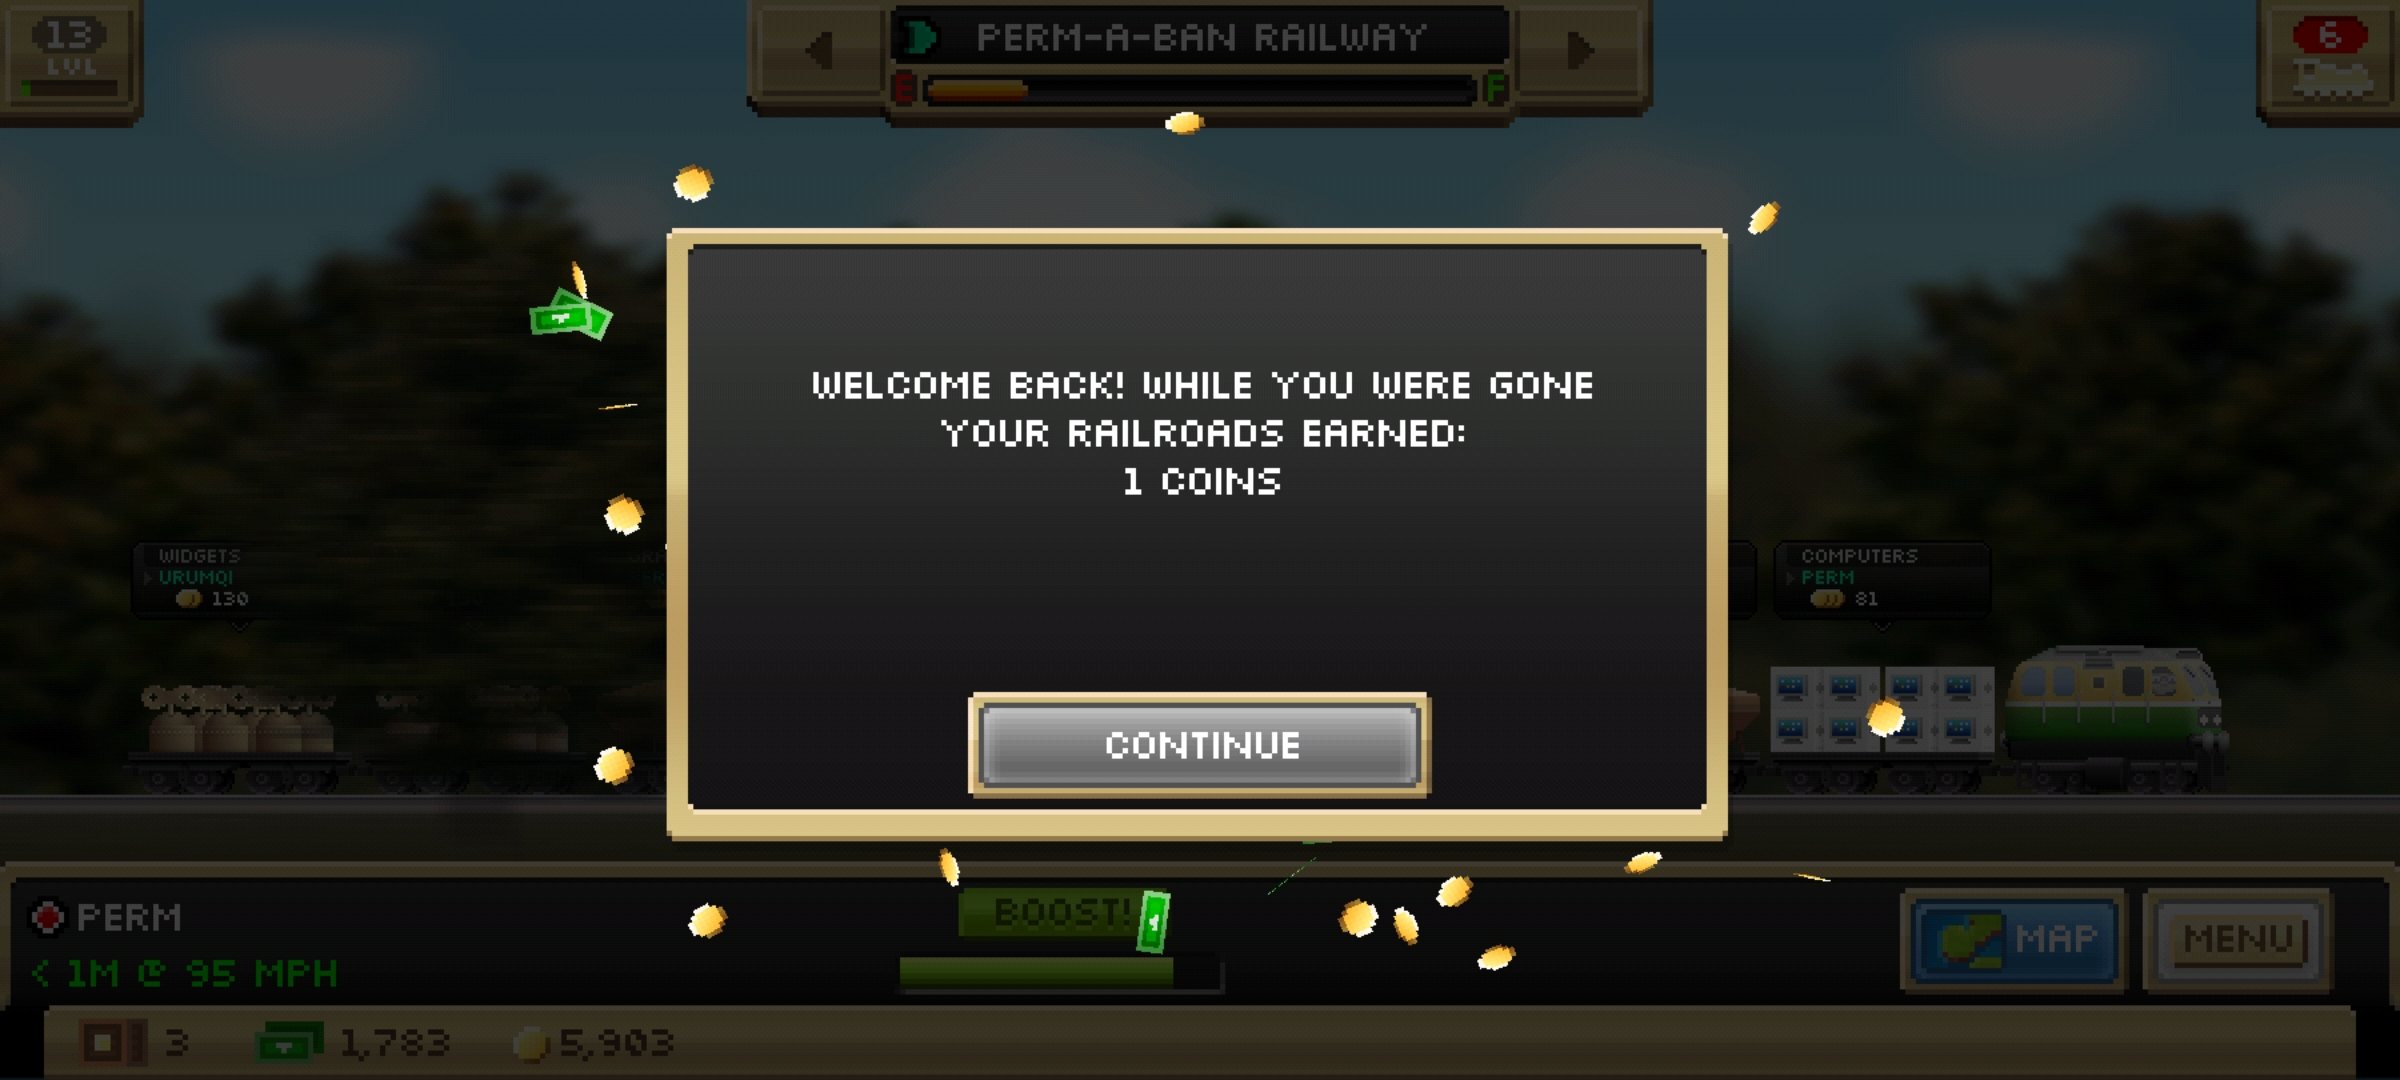 13
LVL
PERM-A-BAN RAILWAY
E
F
6
WELCOME BACK! WHILE YOU WERE GONE
YOUR RAILROADS EARNED:
1 COINS
WIDGETS
URUMQI
130
COMPUTERS
PERM
81
CONTINUE
PERM
< 1M @ 95 MPH
BOOST!
MAP
MENU
3
1,783
5,903